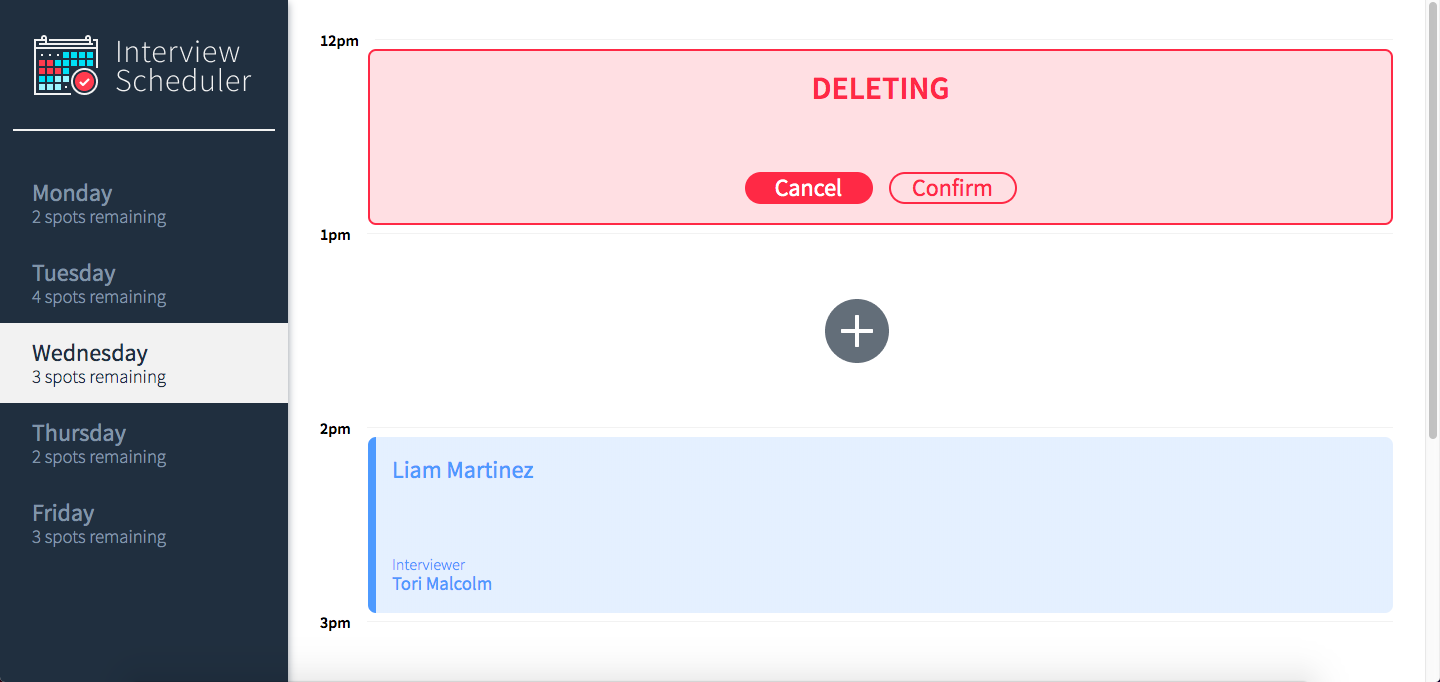 Interview
Scheduler
Monday
2 spots remaining
Tuesday
4 spots remaining
Wednesday
3 spots remaining
Thursday
2 spots remaining
Friday
3 spots remaining
12pm
DELETING
Cancel Confirm
1pm
2pm
Liam Martinez
Interviewer
Tori Malcolm
3pm